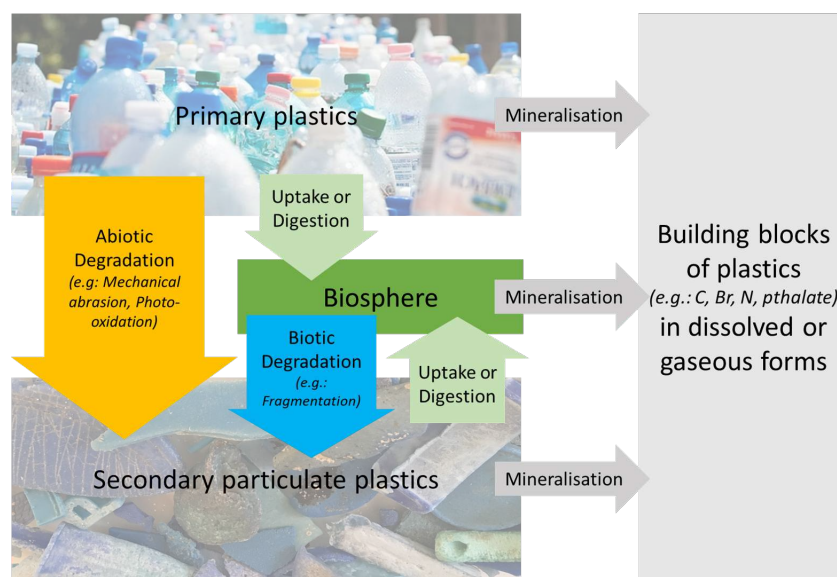 Primary plastics
Mineralisation
Uptake or
Digestion
Abiotic
Degradation
(e.g: Mechanical
abrasion, Photo-
oxidation)
Biosphere
Mineralisation
Building blocks
of plastics
(e.g.: C, Br, N, pthalate)
in dissolved or
gaseous forms
Biotic
Degradation
(e.g.:
Fragmentation)
Uptake or
Digestion
Secondary particulate plastics
Mineralisation